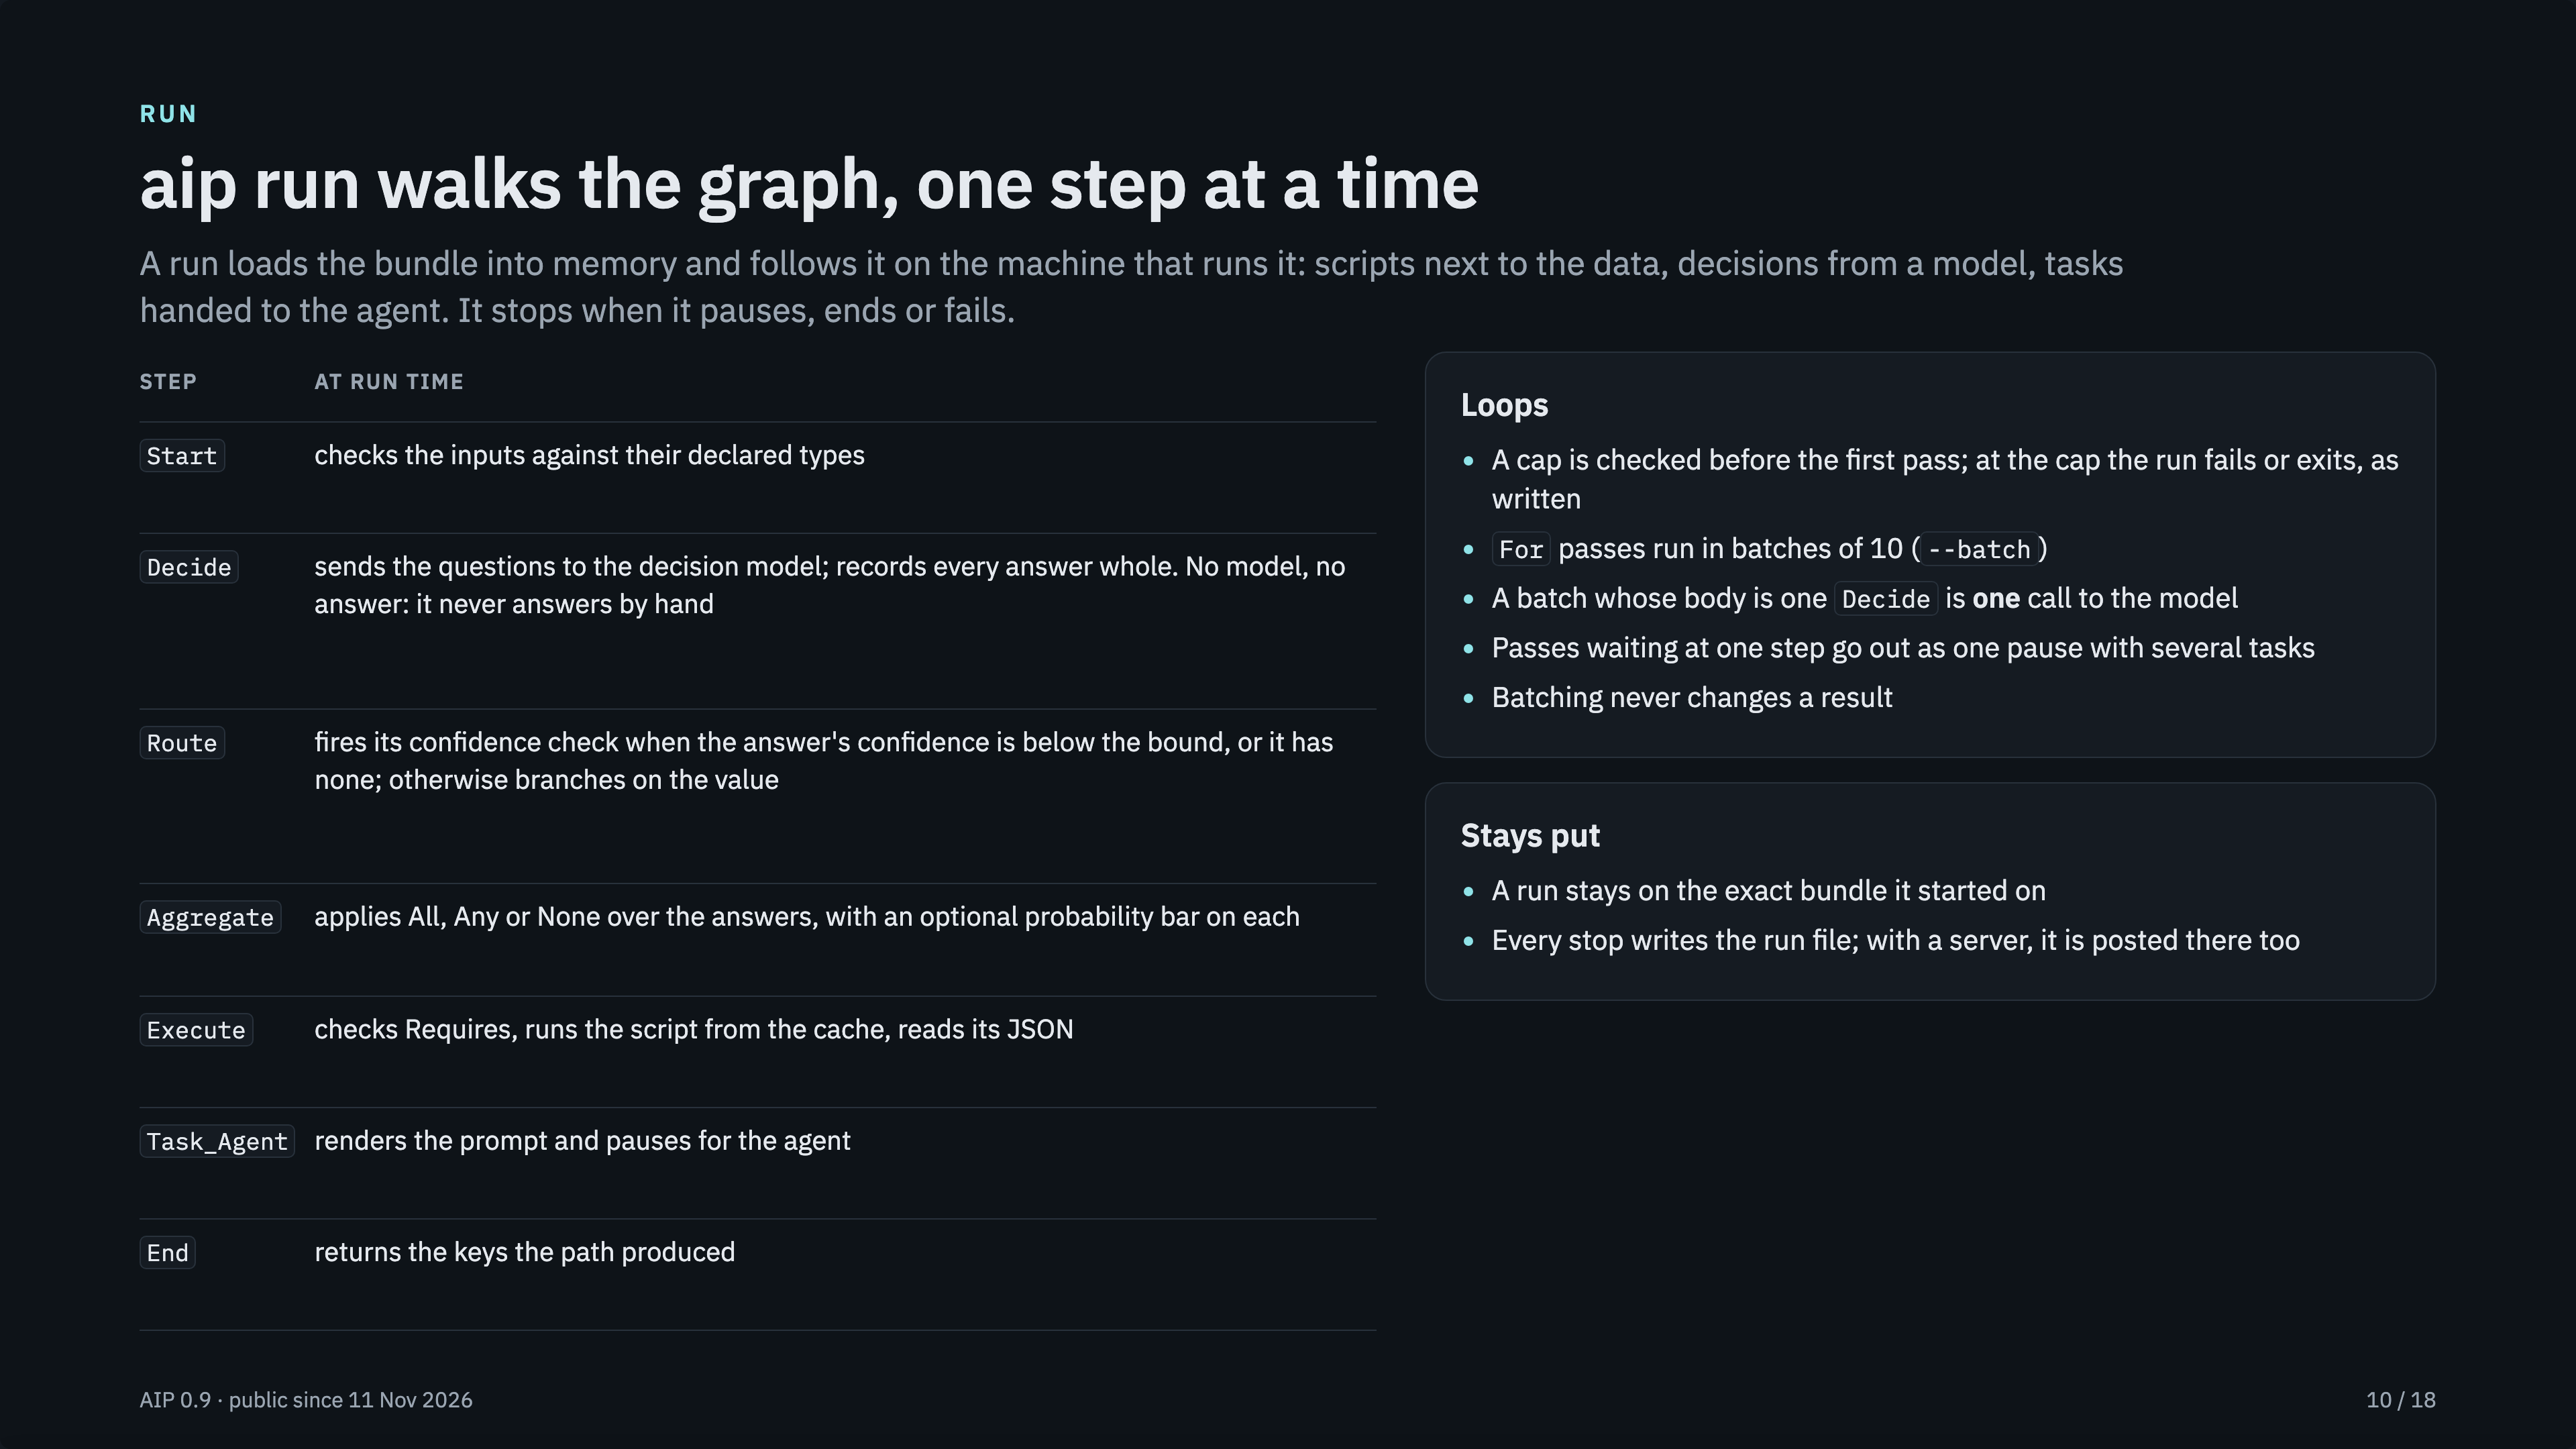 RUN
aip run walks the graph, one step at a time
A run loads the bundle into memory and follows it on the machine that runs it: scripts next to the data, decisions from a model, tasks
handed to the agent. It stops when it pauses, ends or fails.
STEP AT RUN TIME
Start checks the inputs against their declared types
Decide sends the questions to the decision model; records every answer whole. No model, no
answer: it never answers by hand
Route fires its confidence check when the answer's confidence is below the bound, or it has
none; otherwise branches on the value
Aggregate applies All, Any or None over the answers, with an optional probability bar on each
Execute checks Requires, runs the script from the cache, reads its JSON
Task_Agent renders the prompt and pauses for the agent
End returns the keys the path produced
Loops
• A cap is checked before the first pass; at the cap the run fails or exits, as
written
• For passes run in batches of 10 (--batch)
• A batch whose body is one Decide is one call to the model
• Passes waiting at one step go out as one pause with several tasks
• Batching never changes a result
Stays put
• A run stays on the exact bundle it started on
• Every stop writes the run file; with a server, it is posted there too
AIP 0.9 · public since 11 Nov 2026
10 / 18